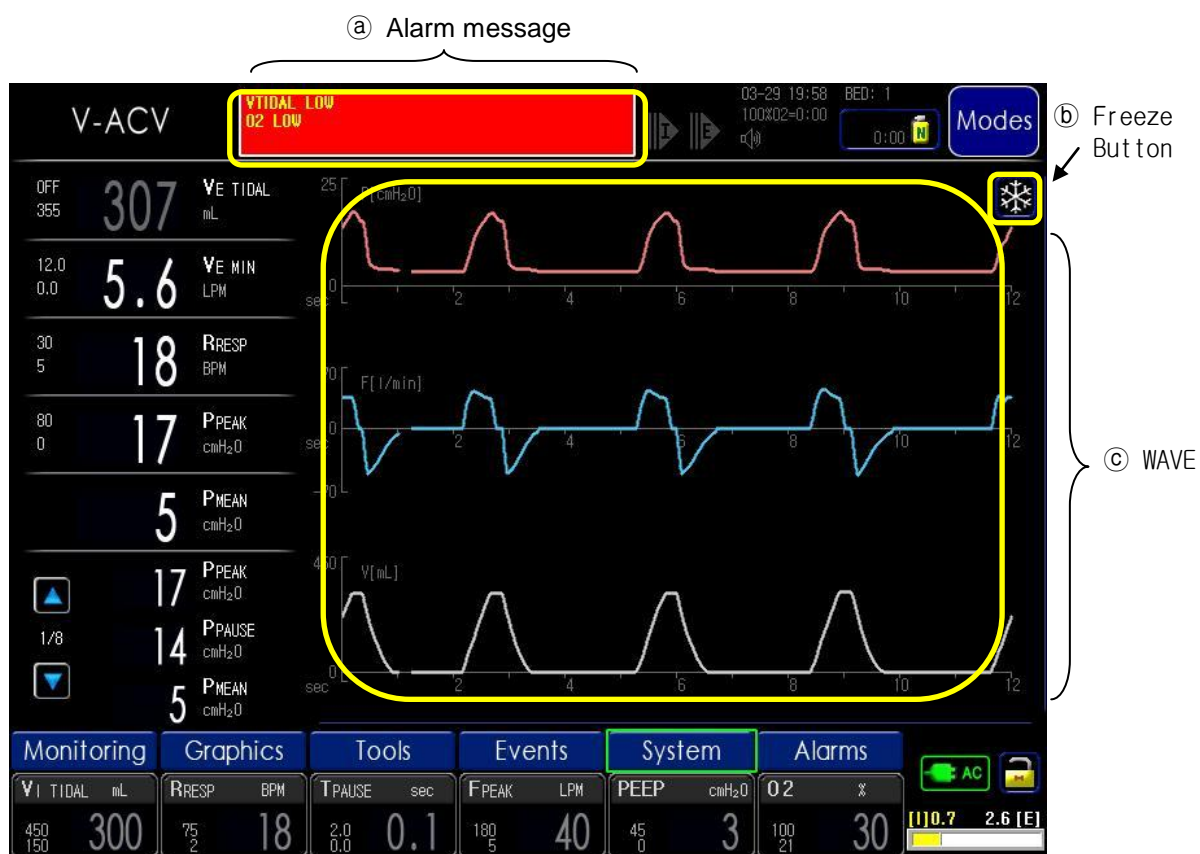 ⓐ Alarm message
V-ACV
VTIDAL LOW
O2 LOW
I
E
03-29 19:58 BED: 1
100%O2=0:00
0:00 N
Modes
ⓑ Freeze
Button
OFF
355
307
VE TIDAL
mL
12.0
0.0
5.6
VE MIN
LPM
30
5
18
RRESP
BPM
80
0
17
PPEAK
cmH₂O
5
PMEAN
cmH₂O
17
PPEAK
cmH₂O
1/8
14
PPAUSE
cmH₂O
5
PMEAN
cmH₂O
25
P[cmH₂O]
0
sec 2 4 6 8 10 12
F[l/min]
0
sec 2 4 6 8 10 12
-70
450
V[mL]
0
sec 2 4 6 8 10 12
ⓒ WAVE
Monitoring Graphics Tools Events System Alarms
VI TIDAL mL
450
150
300
RRESP BPM
75
2
18
TPAUSE sec
2.0
0.0
0.1
FPEAK LPM
180
5
40
PEEP cmH₂O
45
0
3
O2 %
100
21
30
AC
[I]0.7 2.6 [E]